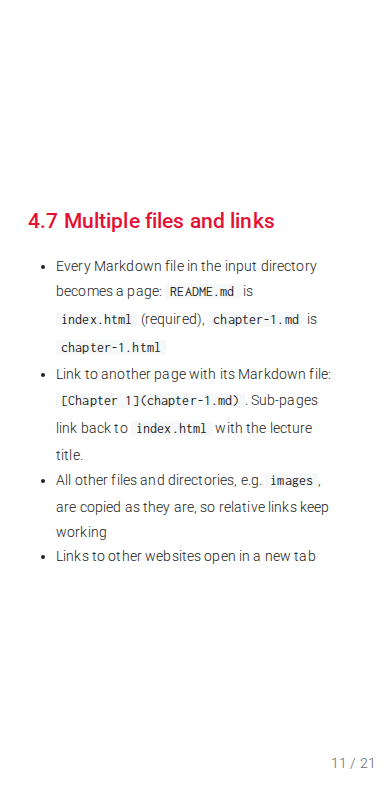 4.7 Multiple files and links
• Every Markdown file in the input directory
becomes a page: README.md is
index.html (required), chapter-1.md is
chapter-1.html
• Link to another page with its Markdown file:
[Chapter 1](chapter-1.md) . Sub-pages
link back to index.html with the lecture
title.
• All other files and directories, e.g. images ,
are copied as they are, so relative links keep
working
• Links to other websites open in a new tab
11 / 21